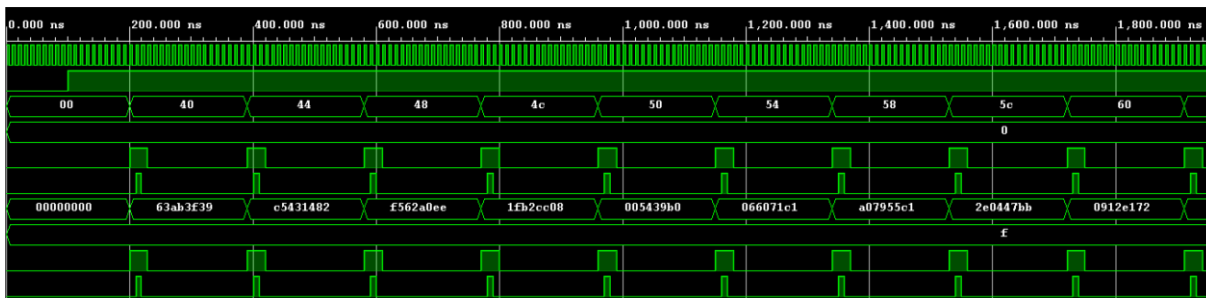 0.000 ns 200.000 ns 400.000 ns 600.000 ns 800.000 ns 1,000.000 ns 1,200.000 ns 1,400.000 ns 1,600.000 ns 1,800.000 ns
00 40 44 48 4c 50 54 58 5c 60
0
00000000 63ab3f39 c5431482 f562a0ee 1fb2cc08 005439b0 066071c1 a07955c1 2e0447bb 0912e172
f